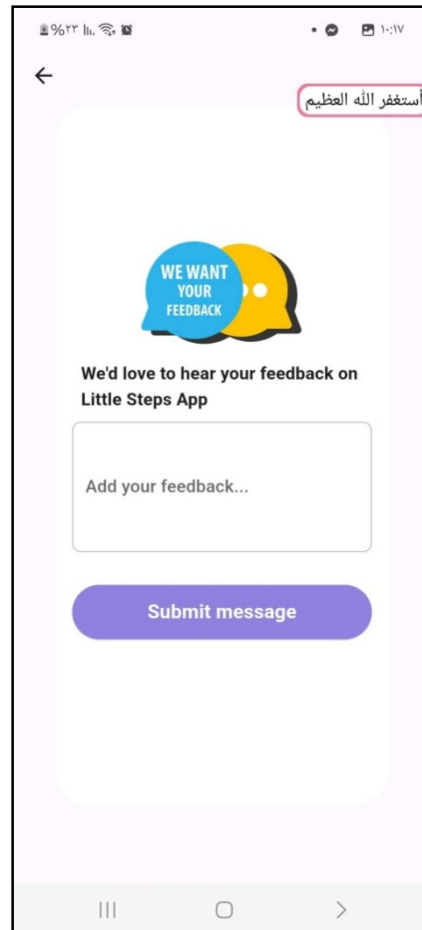 %٢٣
١٠:١٧
أستغفر الله العظيم
WE WANT
YOUR
FEEDBACK
We'd love to hear your feedback on
Little Steps App
Add your feedback...
Submit message